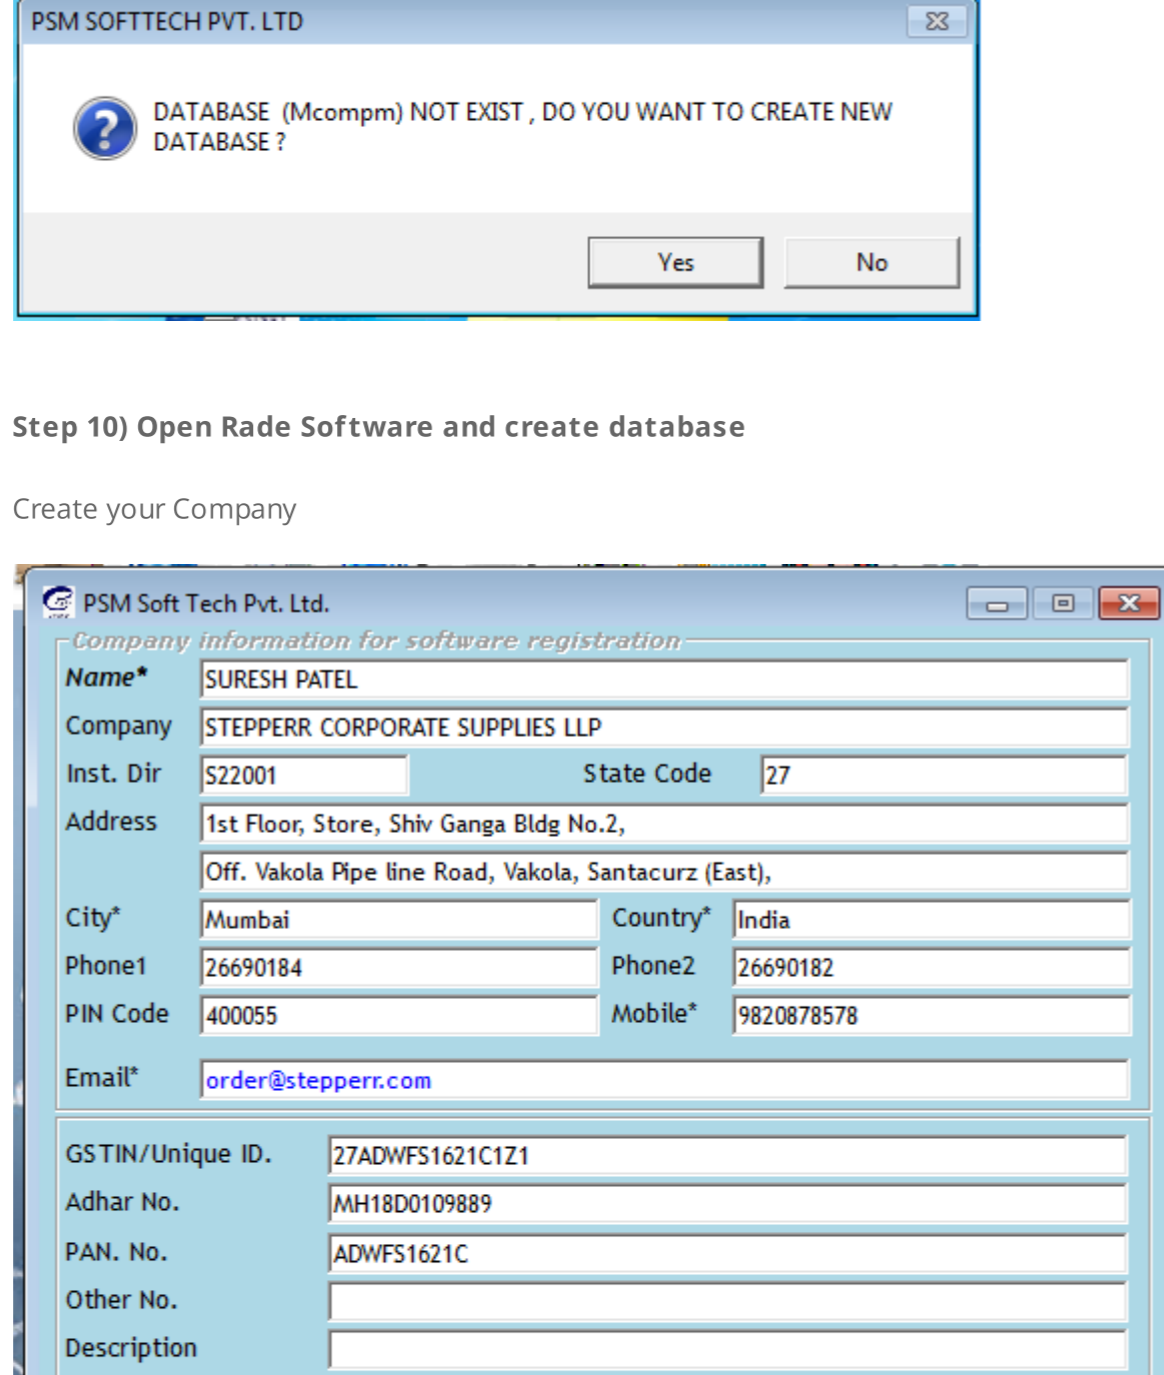 PSM SOFTTECH PVT. LTD
DATABASE (Mcompm) NOT EXIST , DO YOU WANT TO CREATE NEW
DATABASE ?
Yes No
Step 10) Open Rade Software and create database
Create your Company
PSM Soft Tech Pvt. Ltd.
Company information for software registration
Name* SURESH PATEL
Company STEPPERR CORPORATE SUPPLIES LLP
Inst. Dir S22001 State Code 27
Address 1st Floor, Store, Shiv Ganga Bldg No.2,
Off. Vakola Pipe line Road, Vakola, Santacurz (East),
City* Mumbai Country* India
Phone1 26690184 Phone2 26690182
PIN Code 400055 Mobile* 9820878578
Email* order@stepperr.com
GSTIN/Unique ID. 27ADWFS1621C1Z1
Adhar No. MH18D0109889
PAN. No. ADWFS1621C
Other No.
Description